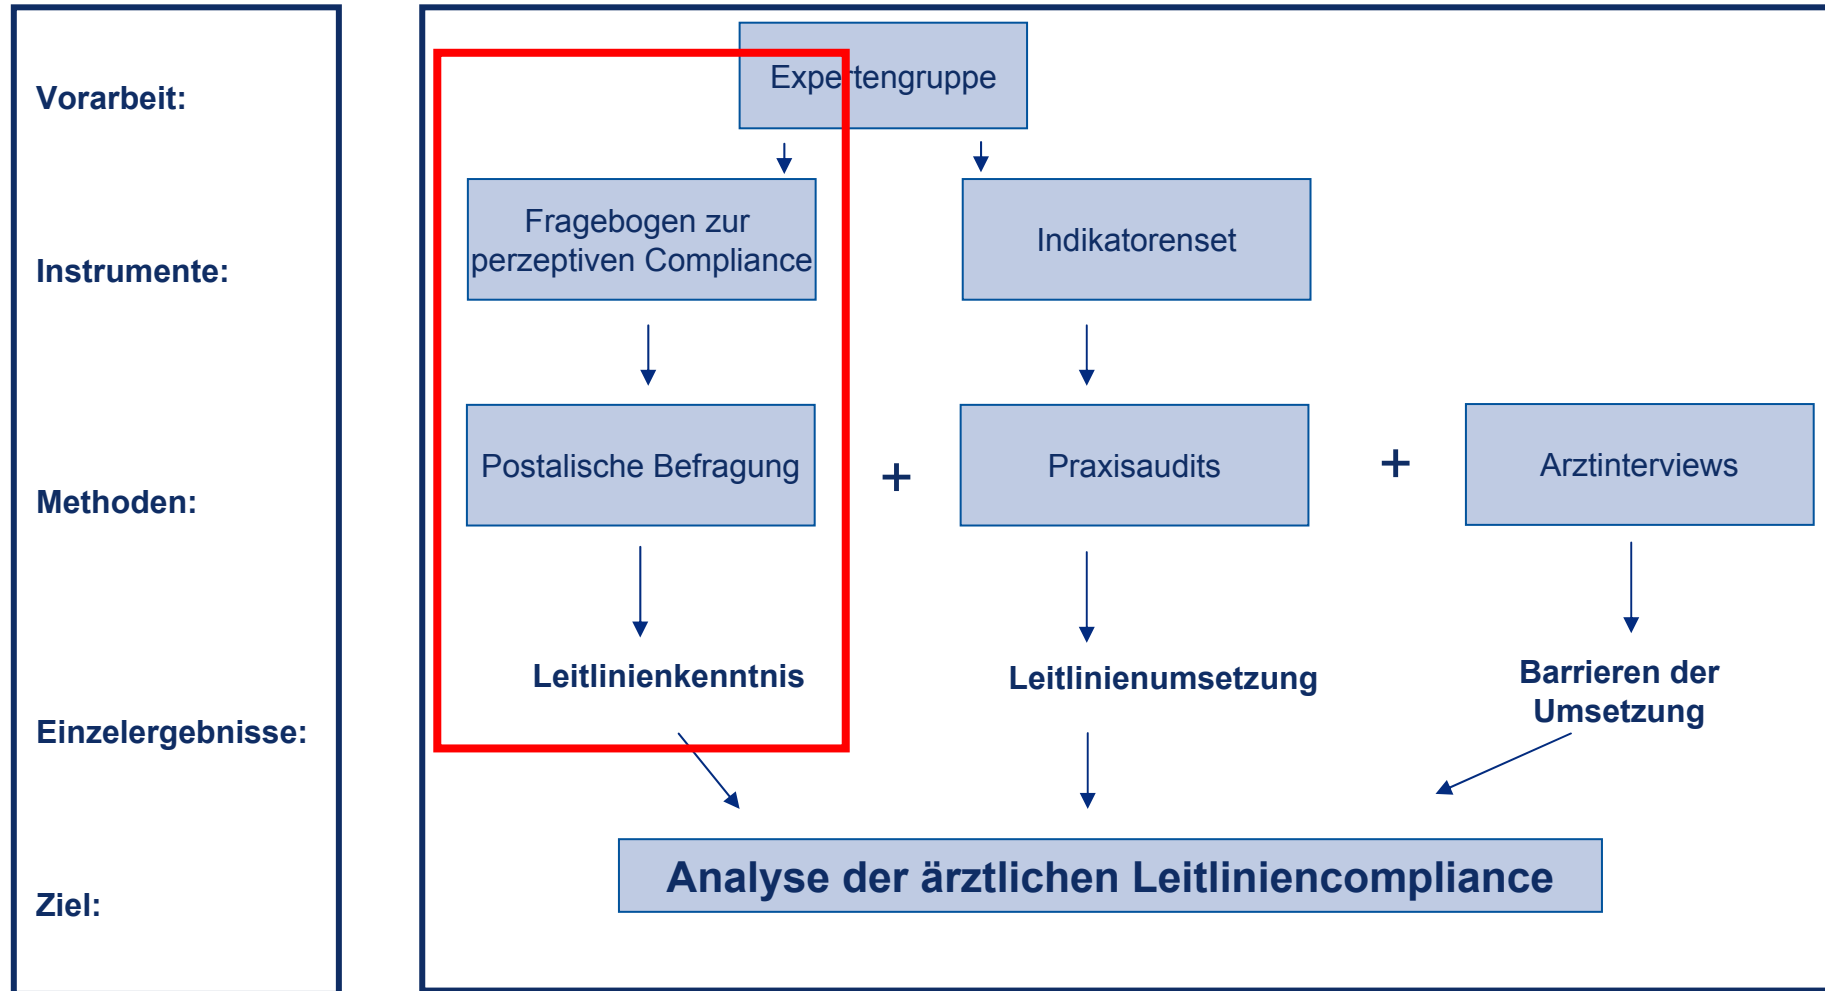 Vorarbeit:
Expertengruppe
Instrumente:
Fragebogen zur
perzeptiven Compliance
Indikatorenset
Methoden:
Postalische Befragung
+
Praxisaudits
+
Arztinterviews
Einzelergebnisse:
Leitlinienkenntnis
Leitlinienumsetzung
Barrieren der
Umsetzung
Ziel:
Analyse der ärztlichen Leitliniencompliance